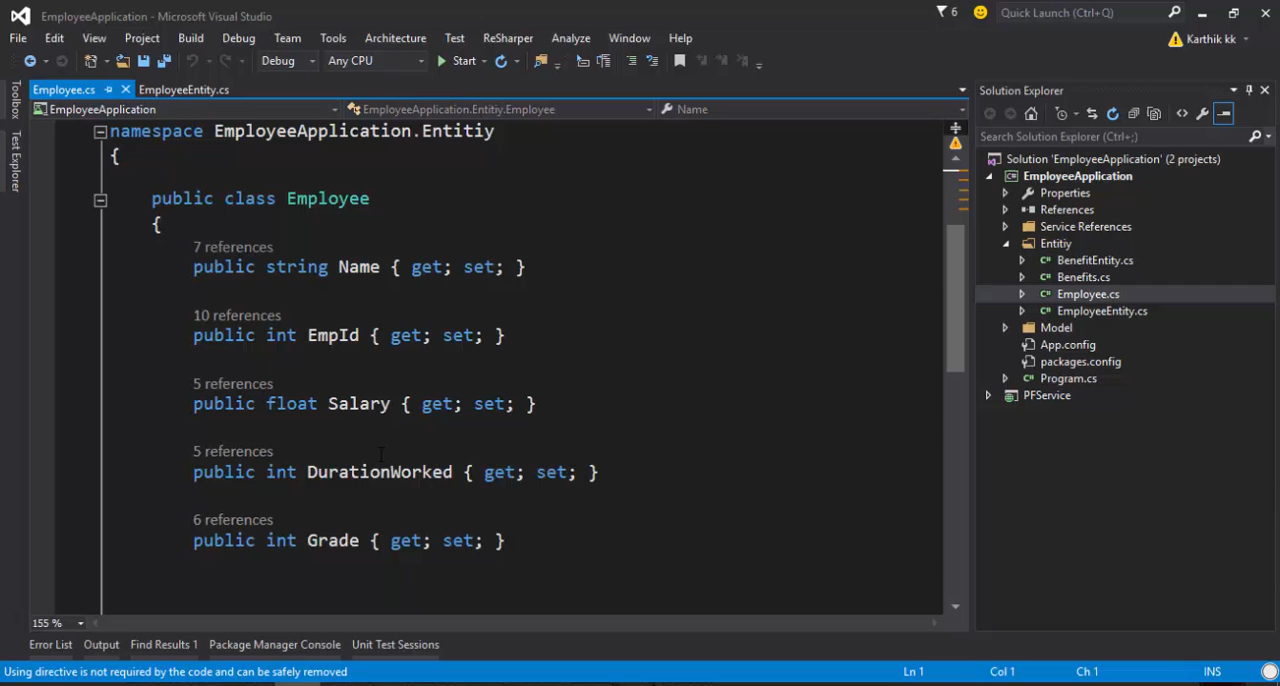 EmployeeApplication - Microsoft Visual Studio
6
Quick Launch (Ctrl+Q)
File Edit View Project Build Debug Team Tools Architecture Test ReSharper Analyze Window Help
Karthik kk
Debug Any CPU Start
Toolbox
Test Explorer
Employee.cs EmployeeEntity.cs
EmployeeApplication EmployeeApplication.Entitiy.Employee Name
namespace EmployeeApplication.Entitiy
{
public class Employee
{
7 references
public string Name { get; set; }
10 references
public int EmpId { get; set; }
5 references
public float Salary { get; set; }
5 references
public int DurationWorked { get; set; }
6 references
public int Grade { get; set; }
155 %
Solution Explorer
Search Solution Explorer (Ctrl+;)
Solution 'EmployeeApplication' (2 projects)
C# EmployeeApplication
Properties
References
Service References
Entitiy
C# BenefitEntity.cs
C# Benefits.cs
C# Employee.cs
C# EmployeeEntity.cs
Model
App.config
packages.config
C# Program.cs
PFService
Error List Output Find Results 1 Package Manager Console Unit Test Sessions
Using directive is not required by the code and can be safely removed
Ln 1 Col 1 Ch 1 INS